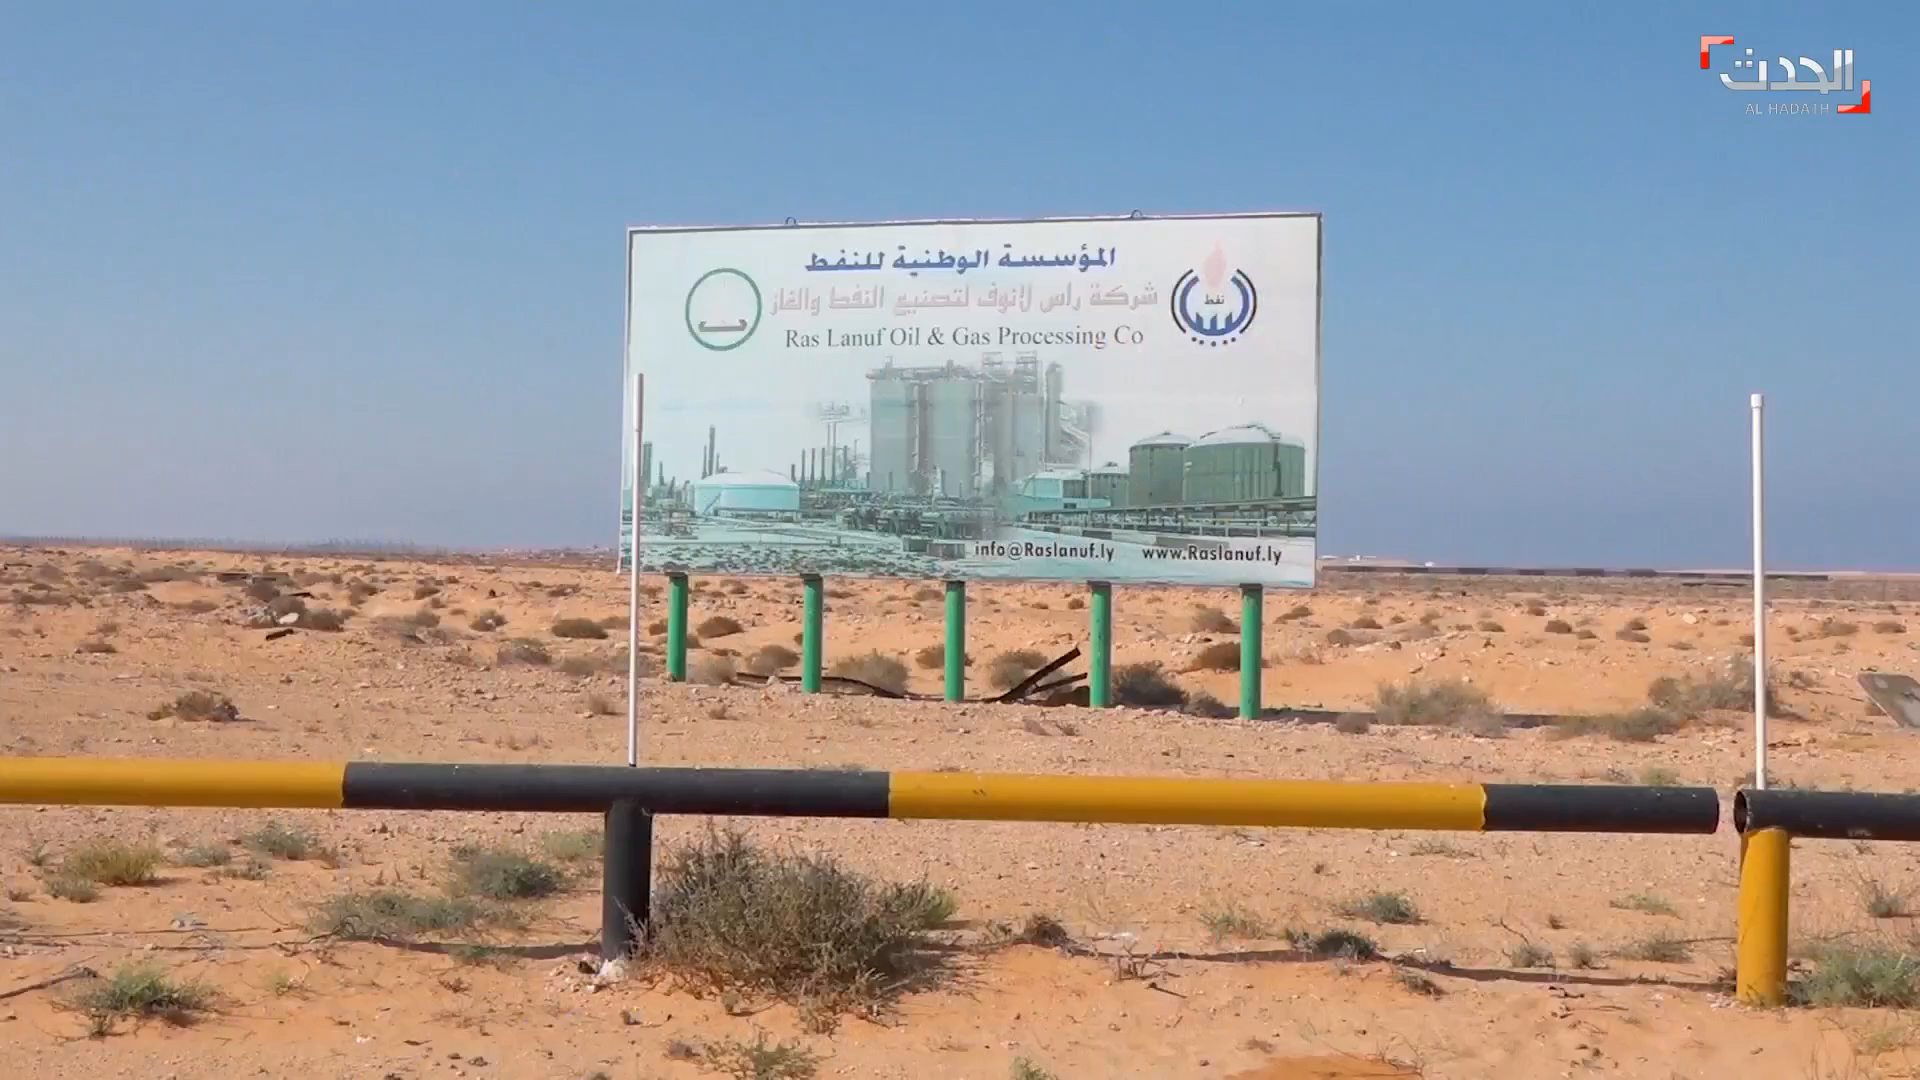 الحدث
AL HADATH
المؤسسة الوطنية للنفط
شركة رأس لانوف لتصنيع النفط والغاز
نفط
Ras Lanuf Oil & Gas Processing Co
info@Raslanuf.ly www.Raslanuf.ly